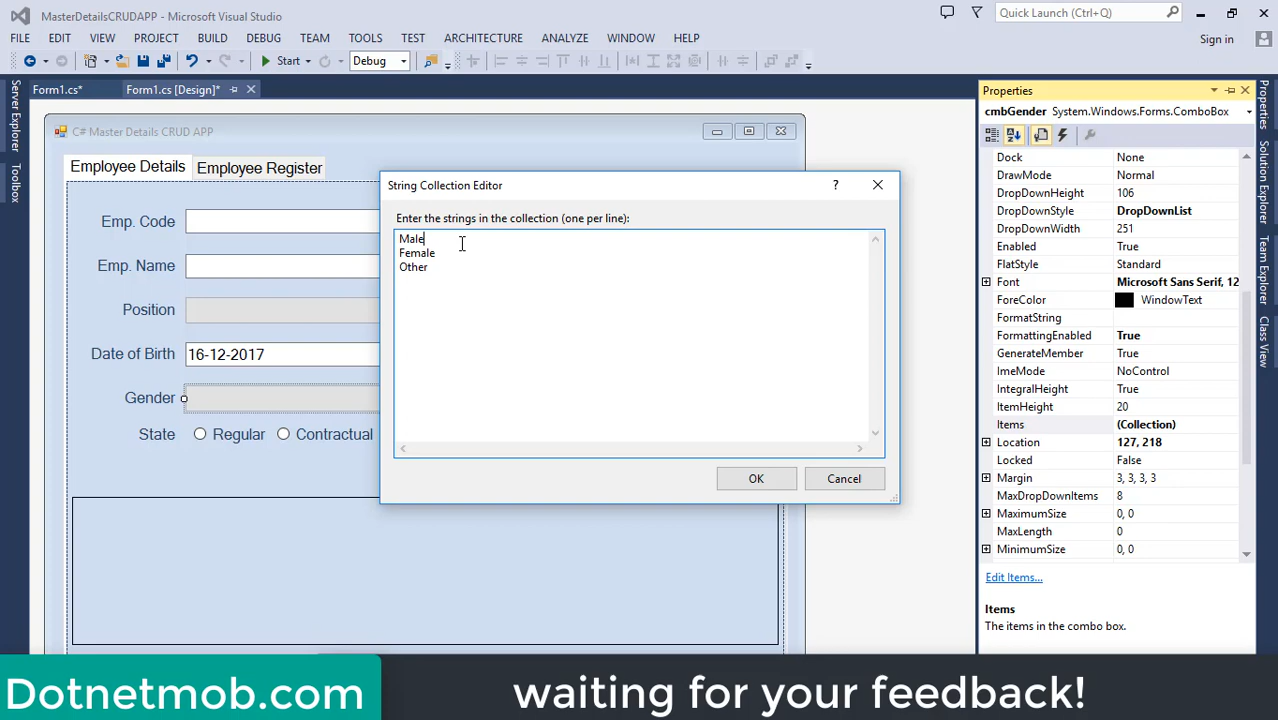 MasterDetailsCRUDAPP - Microsoft Visual Studio
Quick Launch (Ctrl+Q)
FILE EDIT VIEW PROJECT BUILD DEBUG TEAM TOOLS TEST ARCHITECTURE ANALYZE WINDOW HELP
Sign in
Start Debug
Server Explorer
Toolbox
Form1.cs*
Form1.cs [Design]*
C# Master Details CRUD APP
Employee Details
Employee Register
Emp. Code
Emp. Name
Position
Date of Birth
16-12-2017
Gender
State
Regular
Contractual
String Collection Editor
?
Enter the strings in the collection (one per line):
Male
Female
Other
OK
Cancel
Properties
cmbGender System.Windows.Forms.ComboBox
Dock None
DrawMode Normal
DropDownHeight 106
DropDownStyle DropDownList
DropDownWidth 251
Enabled True
FlatStyle Standard
Font Microsoft Sans Serif, 12
ForeColor WindowText
FormatString
FormattingEnabled True
GenerateMember True
ImeMode NoControl
IntegralHeight True
ItemHeight 20
Items (Collection)
Location 127, 218
Locked False
Margin 3, 3, 3, 3
MaxDropDownItems 8
MaximumSize 0, 0
MaxLength 0
MinimumSize 0, 0
Edit Items...
Items
The items in the combo box.
Properties
Solution Explorer
Team Explorer
Class View
Dotnetmob.com
waiting for your feedback!